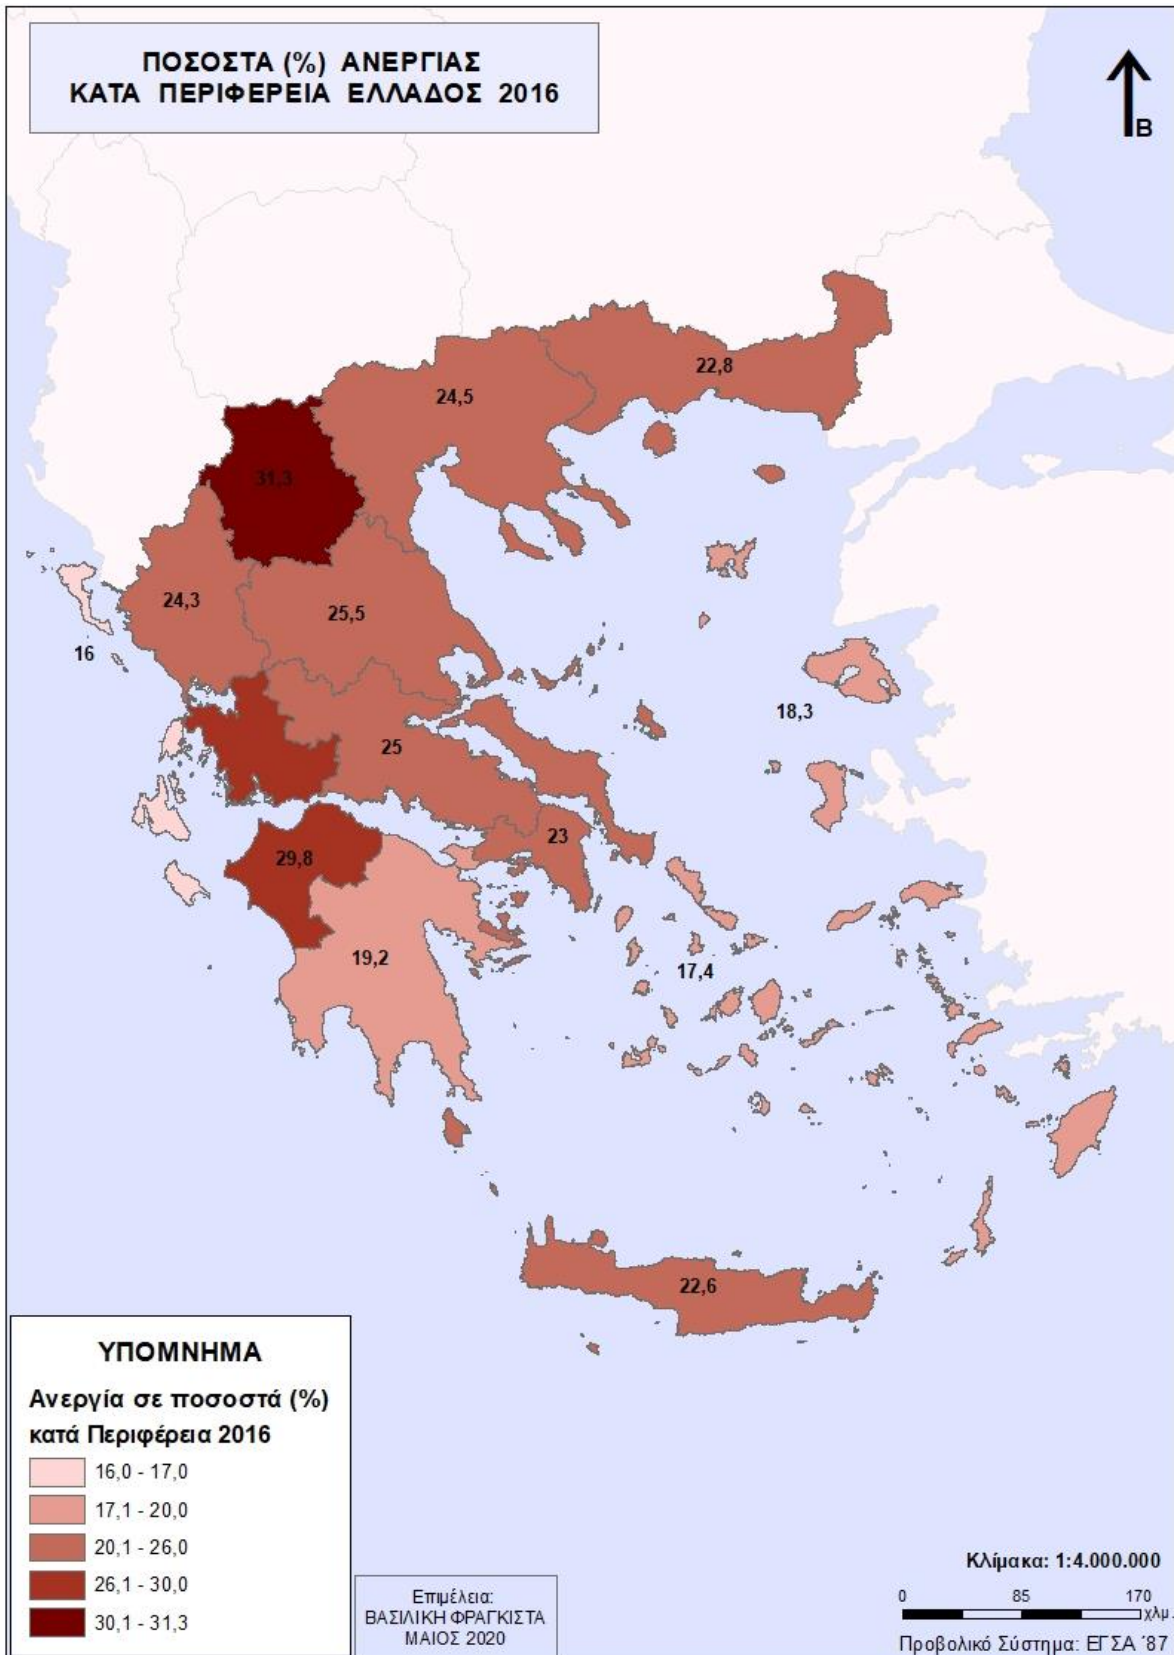 ΠΟΣΟΣΤΑ (%) ΑΝΕΡΓΙΑΣ
ΚΑΤΑ ΠΕΡΙΦΕΡΕΙΑ ΕΛΛΑΔΟΣ 2016
Β
22,8
24,5
31,3
24,3
25,5
16
18,3
25
23
29,8
19,2
17,4
22,6
ΥΠΟΜΝΗΜΑ
Ανεργία σε ποσοστά (%)
κατά Περιφέρεια 2016
16,0 - 17,0
17,1 - 20,0
20,1 - 26,0
26,1 - 30,0
30,1 - 31,3
Επιμέλεια:
ΒΑΣΙΛΙΚΗ ΦΡΑΓΚΙΣΤΑ
ΜΑΙΟΣ 2020
Κλίμακα: 1:4.000.000
0 85 170
χλμ.
Προβολικό Σύστημα: ΕΓΣΑ '87